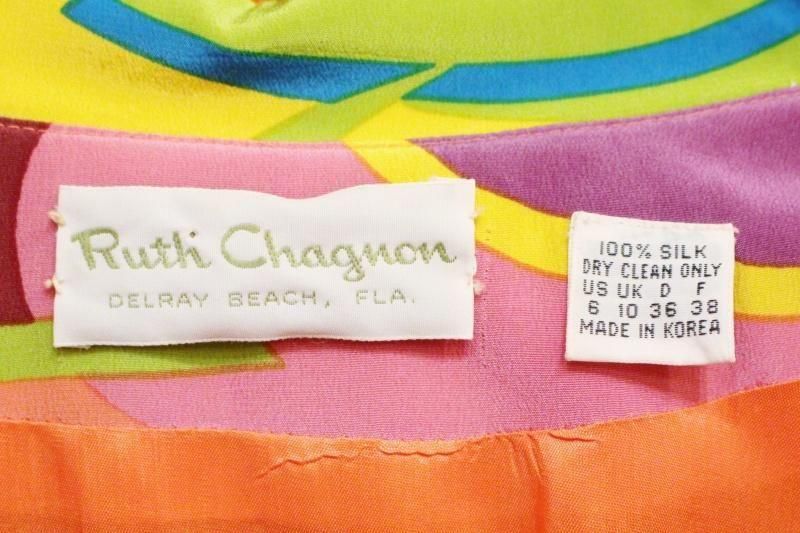 Ruth Chagnon
DELRAY BEACH, FLA.
100% SILK
DRY CLEAN ONLY
US UK D F
6 10 36 38
MADE IN KOREA